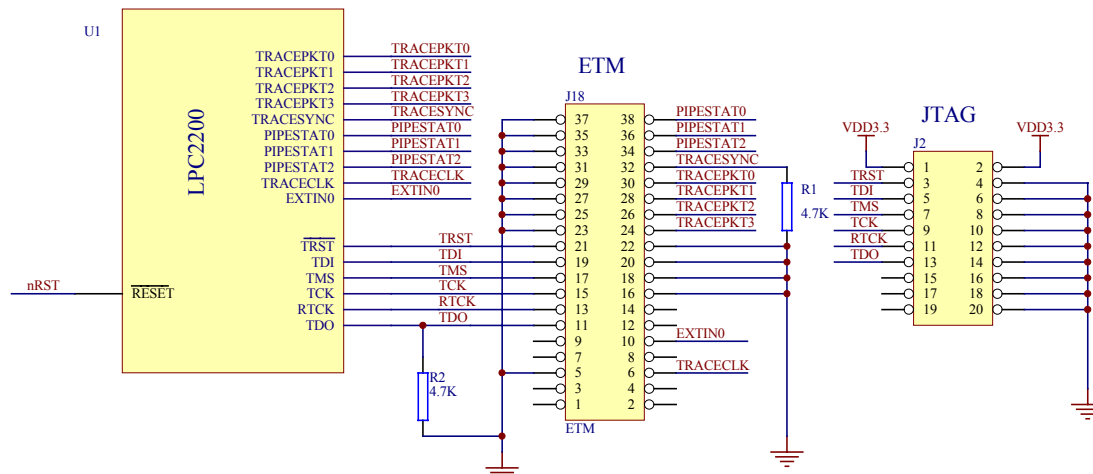 U1
LPC2200
TRACEPKT0 TRACEPKT0
TRACEPKT1 TRACEPKT1
TRACEPKT2 TRACEPKT2
TRACEPKT3 TRACEPKT3
TRACESYNC TRACESYNC
PIPESTAT0 PIPESTAT0
PIPESTAT1 PIPESTAT1
PIPESTAT2 PIPESTAT2
TRACECLK TRACECLK
EXTIN0 EXTIN0
TRST TRST
TDI TDI
TMS TMS
TCK TCK
RTCK RTCK
TDO TDO
nRST RESET
R2
4.7K
ETM
J18
37 38 PIPESTAT0
35 36 PIPESTAT1
33 34 PIPESTAT2
31 32 TRACESYNC
29 30 TRACEPKT0
27 28 TRACEPKT1
25 26 TRACEPKT2
23 24 TRACEPKT3
21 22
19 20
17 18
15 16
13 14
11 12
9 10 EXTIN0
7 8
5 6 TRACECLK
3 4
1 2
ETM
R1
4.7K
JTAG
VDD3.3 VDD3.3
J2
1 2
TRST 3 4
TDI 5 6
TMS 7 8
TCK 9 10
RTCK 11 12
TDO 13 14
15 16
17 18
19 20